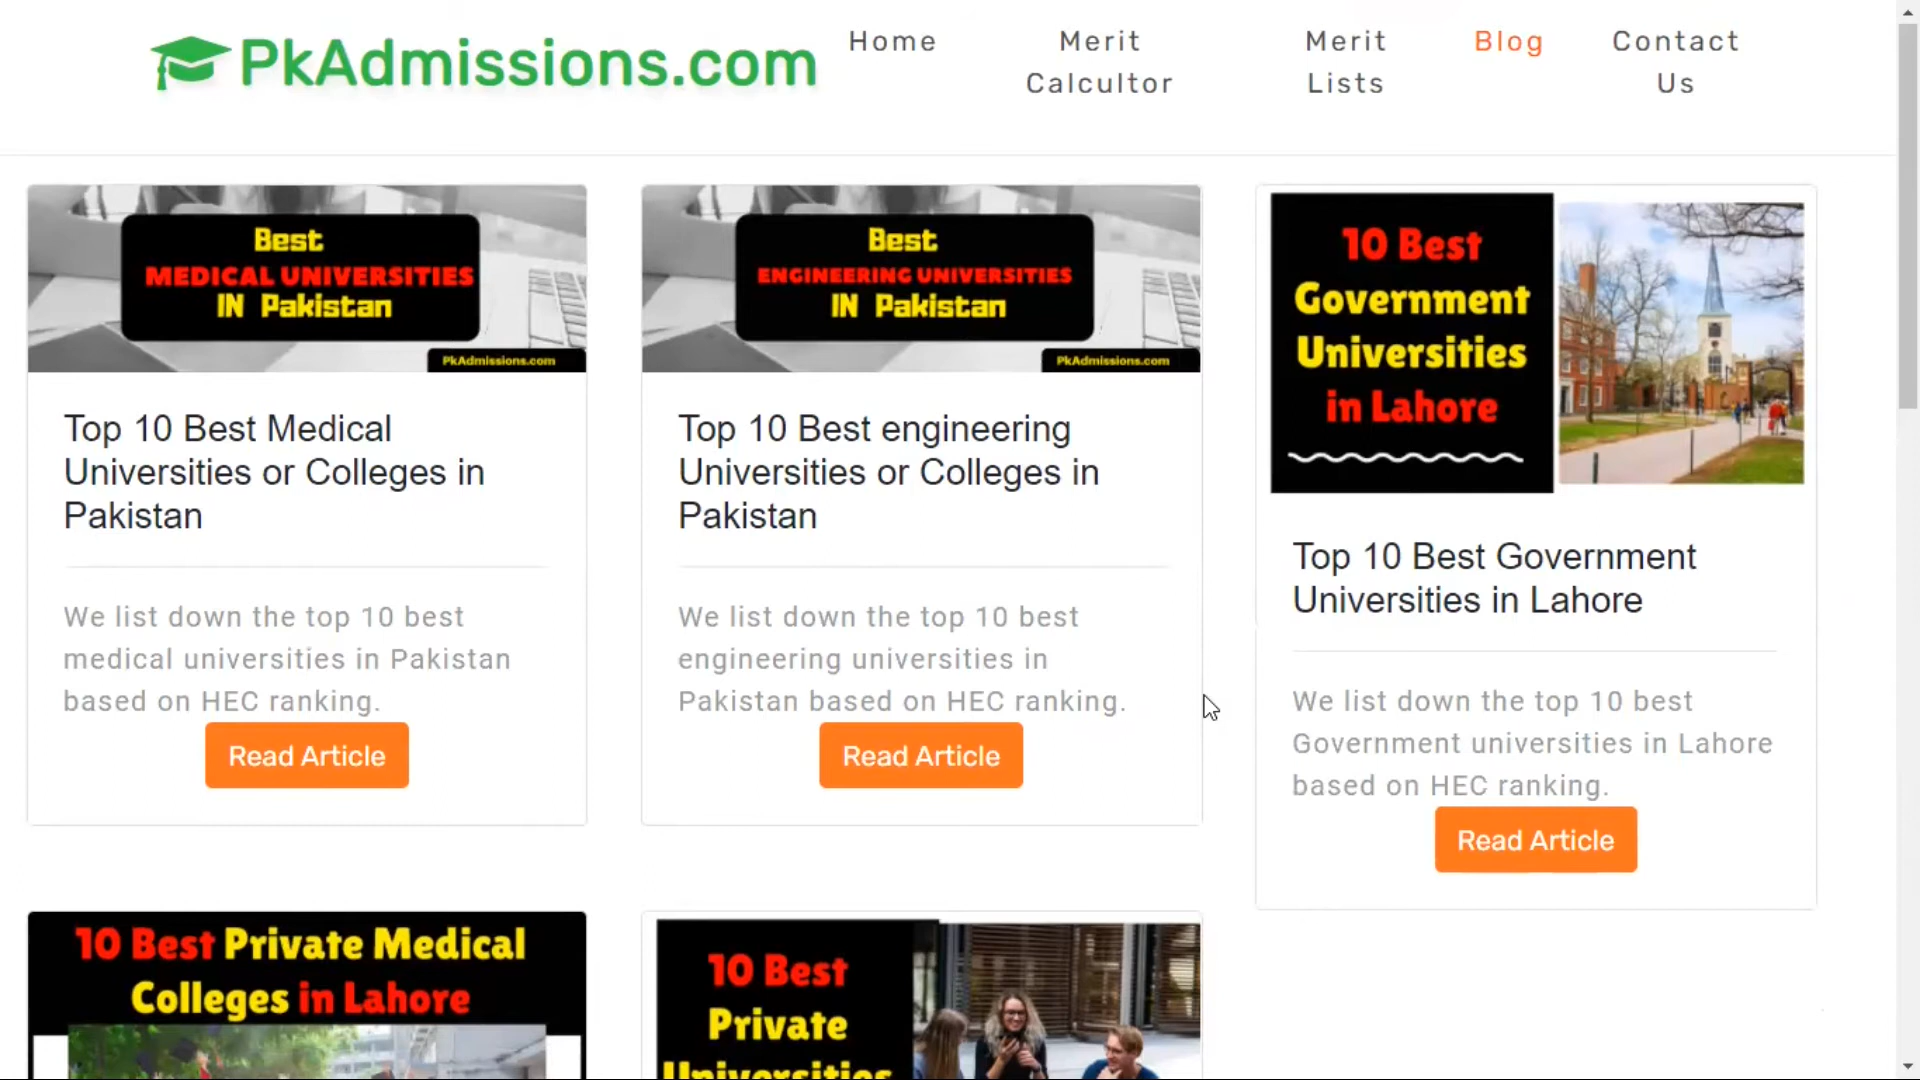 PkAdmissions.com
Home
Merit
Calcultor
Merit
Lists
Blog
Contact
Us
Best
MEDICAL UNIVERSITIES
IN Pakistan
PkAdmissions.com
Top 10 Best Medical
Universities or Colleges in
Pakistan
We list down the top 10 best
medical universities in Pakistan
based on HEC ranking.
Read Article
Best
ENGINEERING UNIVERSITIES
IN Pakistan
PkAdmissions.com
Top 10 Best engineering
Universities or Colleges in
Pakistan
We list down the top 10 best
engineering universities in
Pakistan based on HEC ranking.
Read Article
10 Best
Government
Universities
in Lahore
Top 10 Best Government
Universities in Lahore
We list down the top 10 best
Government universities in Lahore
based on HEC ranking.
Read Article
10 Best Private Medical
Colleges in Lahore
10 Best
Private
Universities